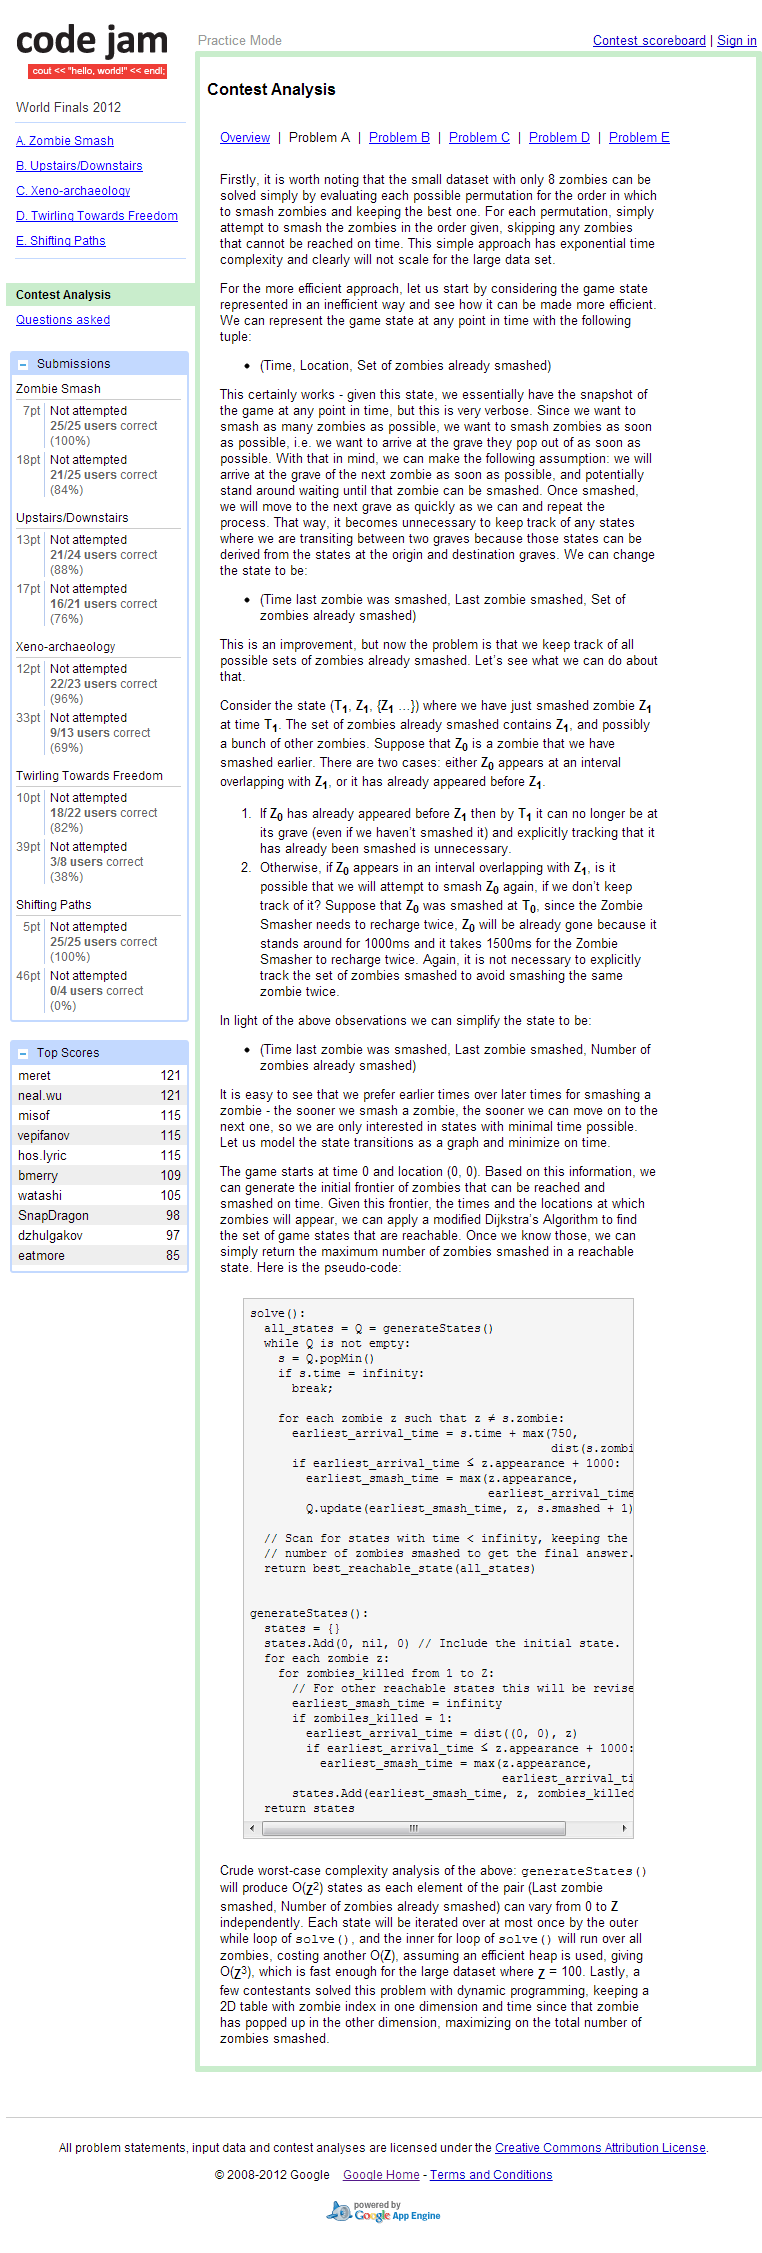 code jam
cout << "hello, world!" << endl;
Practice Mode
Contest scoreboard | Sign in
World Finals 2012
A. Zombie Smash
B. Upstairs/Downstairs
C. Xeno-archaeology
D. Twirling Towards Freedom
E. Shifting Paths
Contest Analysis
Questions asked
Submissions
Zombie Smash
7pt Not attempted
25/25 users correct
(100%)
18pt Not attempted
21/25 users correct
(84%)
Upstairs/Downstairs
13pt Not attempted
21/24 users correct
(88%)
17pt Not attempted
16/21 users correct
(76%)
Xeno-archaeology
12pt Not attempted
22/23 users correct
(96%)
33pt Not attempted
9/13 users correct
(69%)
Twirling Towards Freedom
10pt Not attempted
18/22 users correct
(82%)
39pt Not attempted
3/8 users correct
(38%)
Shifting Paths
5pt Not attempted
25/25 users correct
(100%)
46pt Not attempted
0/4 users correct
(0%)
Top Scores
meret 121
neal.wu 121
misof 115
vepifanov 115
hos.lyric 115
bmerry 109
watashi 105
SnapDragon 98
dzhulgakov 97
eatmore 85
Contest Analysis
Overview | Problem A | Problem B | Problem C | Problem D | Problem E
Firstly, it is worth noting that the small dataset with only 8 zombies can be
solved simply by evaluating each possible permutation for the order in which
to smash zombies and keeping the best one. For each permutation, simply
attempt to smash the zombies in the order given, skipping any zombies
that cannot be reached on time. This simple approach has exponential time
complexity and clearly will not scale for the large data set.
For the more efficient approach, let us start by considering the game state
represented in an inefficient way and see how it can be made more efficient.
We can represent the game state at any point in time with the following
tuple:
• (Time, Location, Set of zombies already smashed)
This certainly works - given this state, we essentially have the snapshot of
the game at any point in time, but this is very verbose. Since we want to
smash as many zombies as possible, we want to smash zombies as soon
as possible, i.e. we want to arrive at the grave they pop out of as soon as
possible. With that in mind, we can make the following assumption: we will
arrive at the grave of the next zombie as soon as possible, and potentially
stand around waiting until that zombie can be smashed. Once smashed,
we will move to the next grave as quickly as we can and repeat the
process. That way, it becomes unnecessary to keep track of any states
where we are transiting between two graves because those states can be
derived from the states at the origin and destination graves. We can change
the state to be:
• (Time last zombie was smashed, Last zombie smashed, Set of
zombies already smashed)
This is an improvement, but now the problem is that we keep track of all
possible sets of zombies already smashed. Let's see what we can do about
that.
Consider the state (T1, Z1, {Z1 ...}) where we have just smashed zombie Z1
at time T1. The set of zombies already smashed contains Z1, and possibly
a bunch of other zombies. Suppose that Z0 is a zombie that we have
smashed earlier. There are two cases: either Z0 appears at an interval
overlapping with Z1, or it has already appeared before Z1.
1. If Z0 has already appeared before Z1 then by T1 it can no longer be at
its grave (even if we haven't smashed it) and explicitly tracking that it
has already been smashed is unnecessary.
2. Otherwise, if Z0 appears in an interval overlapping with Z1, is it
possible that we will attempt to smash Z0 again, if we don't keep
track of it? Suppose that Z0 was smashed at T0, since the Zombie
Smasher needs to recharge twice, Z0 will be already gone because it
stands around for 1000ms and it takes 1500ms for the Zombie
Smasher to recharge twice. Again, it is not necessary to explicitly
track the set of zombies smashed to avoid smashing the same
zombie twice.
In light of the above observations we can simplify the state to be:
• (Time last zombie was smashed, Last zombie smashed, Number of
zombies already smashed)
It is easy to see that we prefer earlier times over later times for smashing a
zombie - the sooner we smash a zombie, the sooner we can move on to the
next one, so we are only interested in states with minimal time possible.
Let us model the state transitions as a graph and minimize on time.
The game starts at time 0 and location (0, 0). Based on this information, we
can generate the initial frontier of zombies that can be reached and
smashed on time. Given this frontier, the times and the locations at which
zombies will appear, we can apply a modified Dijkstra's Algorithm to find
the set of game states that are reachable. Once we know those, we can
simply return the maximum number of zombies smashed in a reachable
state. Here is the pseudo-code:
solve():
all_states = Q = generateStates()
while Q is not empty:
s = Q.popMin()
if s.time = infinity:
break;
for each zombie z such that z ≠ s.zombie:
earliest_arrival_time = s.time + max(750,
dist(s.zombi
if earliest_arrival_time ≤ z.appearance + 1000:
earliest_smash_time = max(z.appearance,
earliest_arrival_time
Q.update(earliest_smash_time, z, s.smashed + 1)
// Scan for states with time < infinity, keeping the
// number of zombies smashed to get the final answer.
return best_reachable_state(all_states)
generateStates():
states = {}
states.Add(0, nil, 0) // Include the initial state.
for each zombie z:
for zombies_killed from 1 to Z:
// For other reachable states this will be revise
earliest_smash_time = infinity
if zombiles_killed = 1:
earliest_arrival_time = dist((0, 0), z)
if earliest_arrival_time ≤ z.appearance + 1000:
earliest_smash_time = max(z.appearance,
earliest_arrival_ti
states.Add(earliest_smash_time, z, zombies_killed
return states
Crude worst-case complexity analysis of the above: generateStates()
will produce O(Z2) states as each element of the pair (Last zombie
smashed, Number of zombies already smashed) can vary from 0 to Z
independently. Each state will be iterated over at most once by the outer
while loop of solve(), and the inner for loop of solve() will run over all
zombies, costing another O(Z), assuming an efficient heap is used, giving
O(Z3), which is fast enough for the large dataset where Z = 100. Lastly, a
few contestants solved this problem with dynamic programming, keeping a
2D table with zombie index in one dimension and time since that zombie
has popped up in the other dimension, maximizing on the total number of
zombies smashed.
All problem statements, input data and contest analyses are licensed under the Creative Commons Attribution License.
© 2008-2012 Google Google Home - Terms and Conditions
powered by
Google App Engine